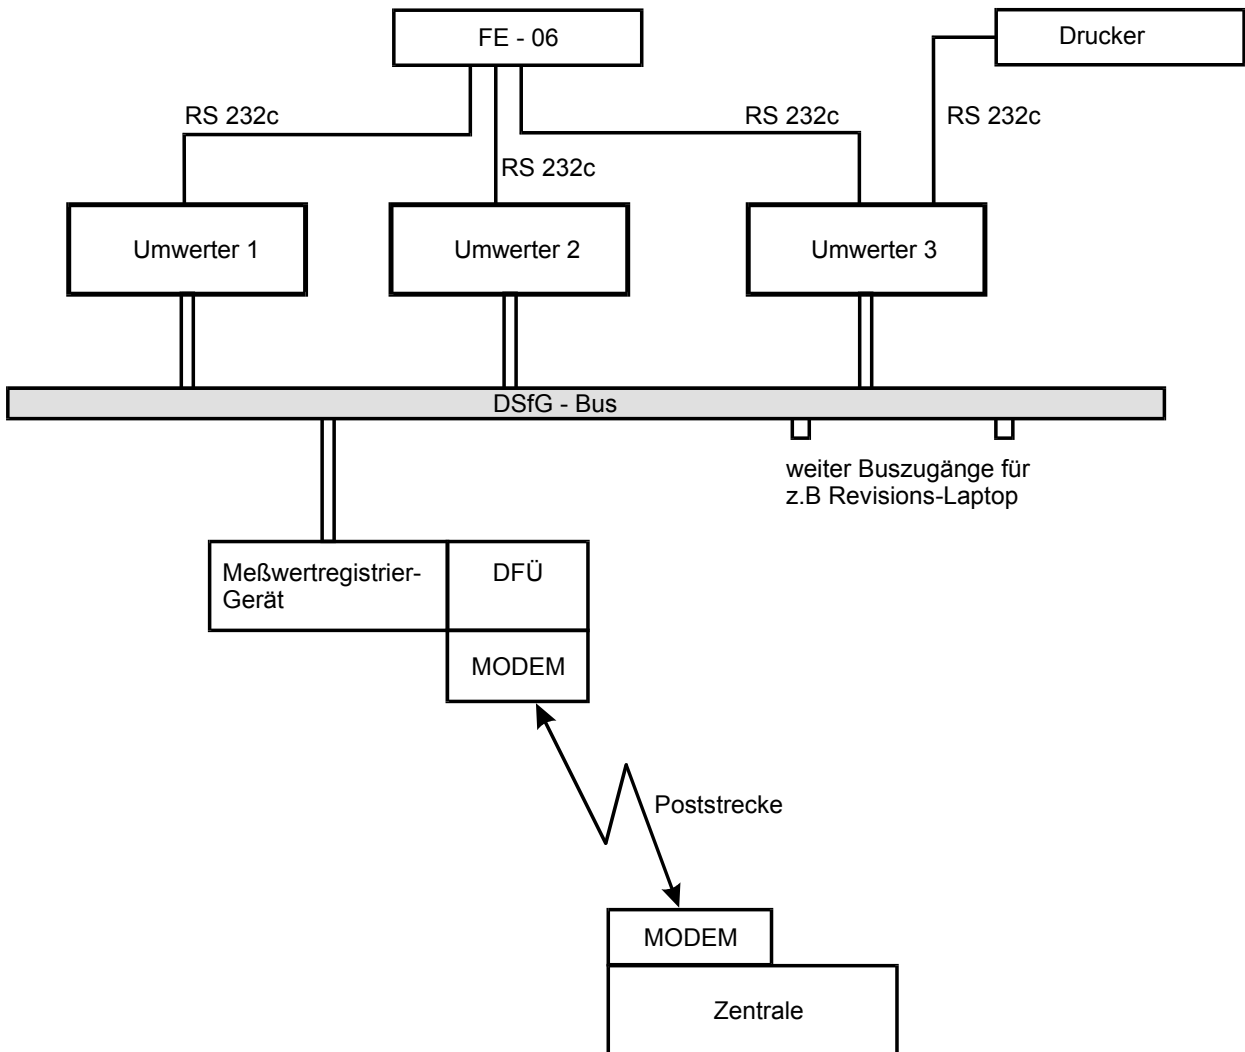 FE - 06
Drucker
RS 232c
RS 232c
RS 232c
RS 232c
Umwerter 1
Umwerter 2
Umwerter 3
DSfG - Bus
weiter Buszugänge für
z.B Revisions-Laptop
Meßwertregistrier-
Gerät
DFÜ
MODEM
Poststrecke
MODEM
Zentrale